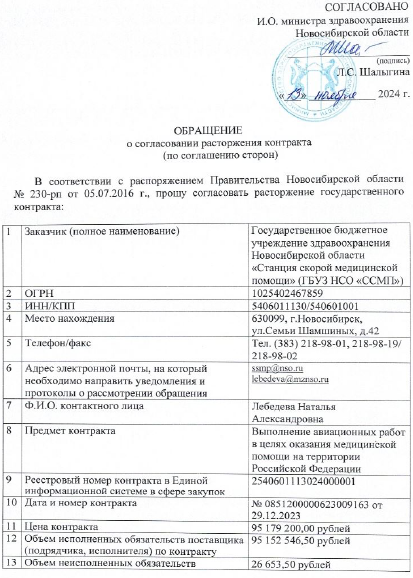 СОГЛАСОВАНО
И.О. министра здравоохранения
Новосибирской области
(подпись)
Л.С. Шалыгина
«13» ноября 2024 г.
ОБРАЩЕНИЕ
о согласовании расторжения контракта
(по соглашению сторон)
В соответствии с распоряжением Правительства Новосибирской области
№ 230-рп от 05.07.2016 г., прошу согласовать расторжение государственного
контракта:
1 Заказчик (полное наименование) Государственное бюджетное
учреждение здравоохранения
Новосибирской области
«Станция скорой медицинской
помощи» (ГБУЗ НСО «ССМП»)
2 ОГРН 1025402467859
3 ИНН/КПП 5406011130/540601001
4 Место нахождения 630099, г.Новосибирск,
ул.Семьи Шамшиных, д.42
5 Телефон/факс Тел. (383) 218-98-01, 218-98-19/
218-98-02
6 Адрес электронной почты, на который ssmp@nso.ru
необходимо направить уведомления и lebedeva@mznso.ru
протоколы о рассмотрении обращения
7 Ф.И.О. контактного лица Лебедева Наталья
Александровна
8 Предмет контракта Выполнение авиационных работ
в целях оказания медицинской
помощи на территории
Российской Федерации
9 Реестровый номер контракта в Единой 2540601113024000001
информационной системе в сфере закупок
10 Дата и номер контракта № 0851200000623009163 от
29.12.2023
11 Цена контракта 95 179 200,00 рублей
12 Объем исполненных обязательств поставщика 95 152 546,50 рублей
(подрядчика, исполнителя) по контракту
13 Объем неисполненных обязательств 26 653,50 рублей